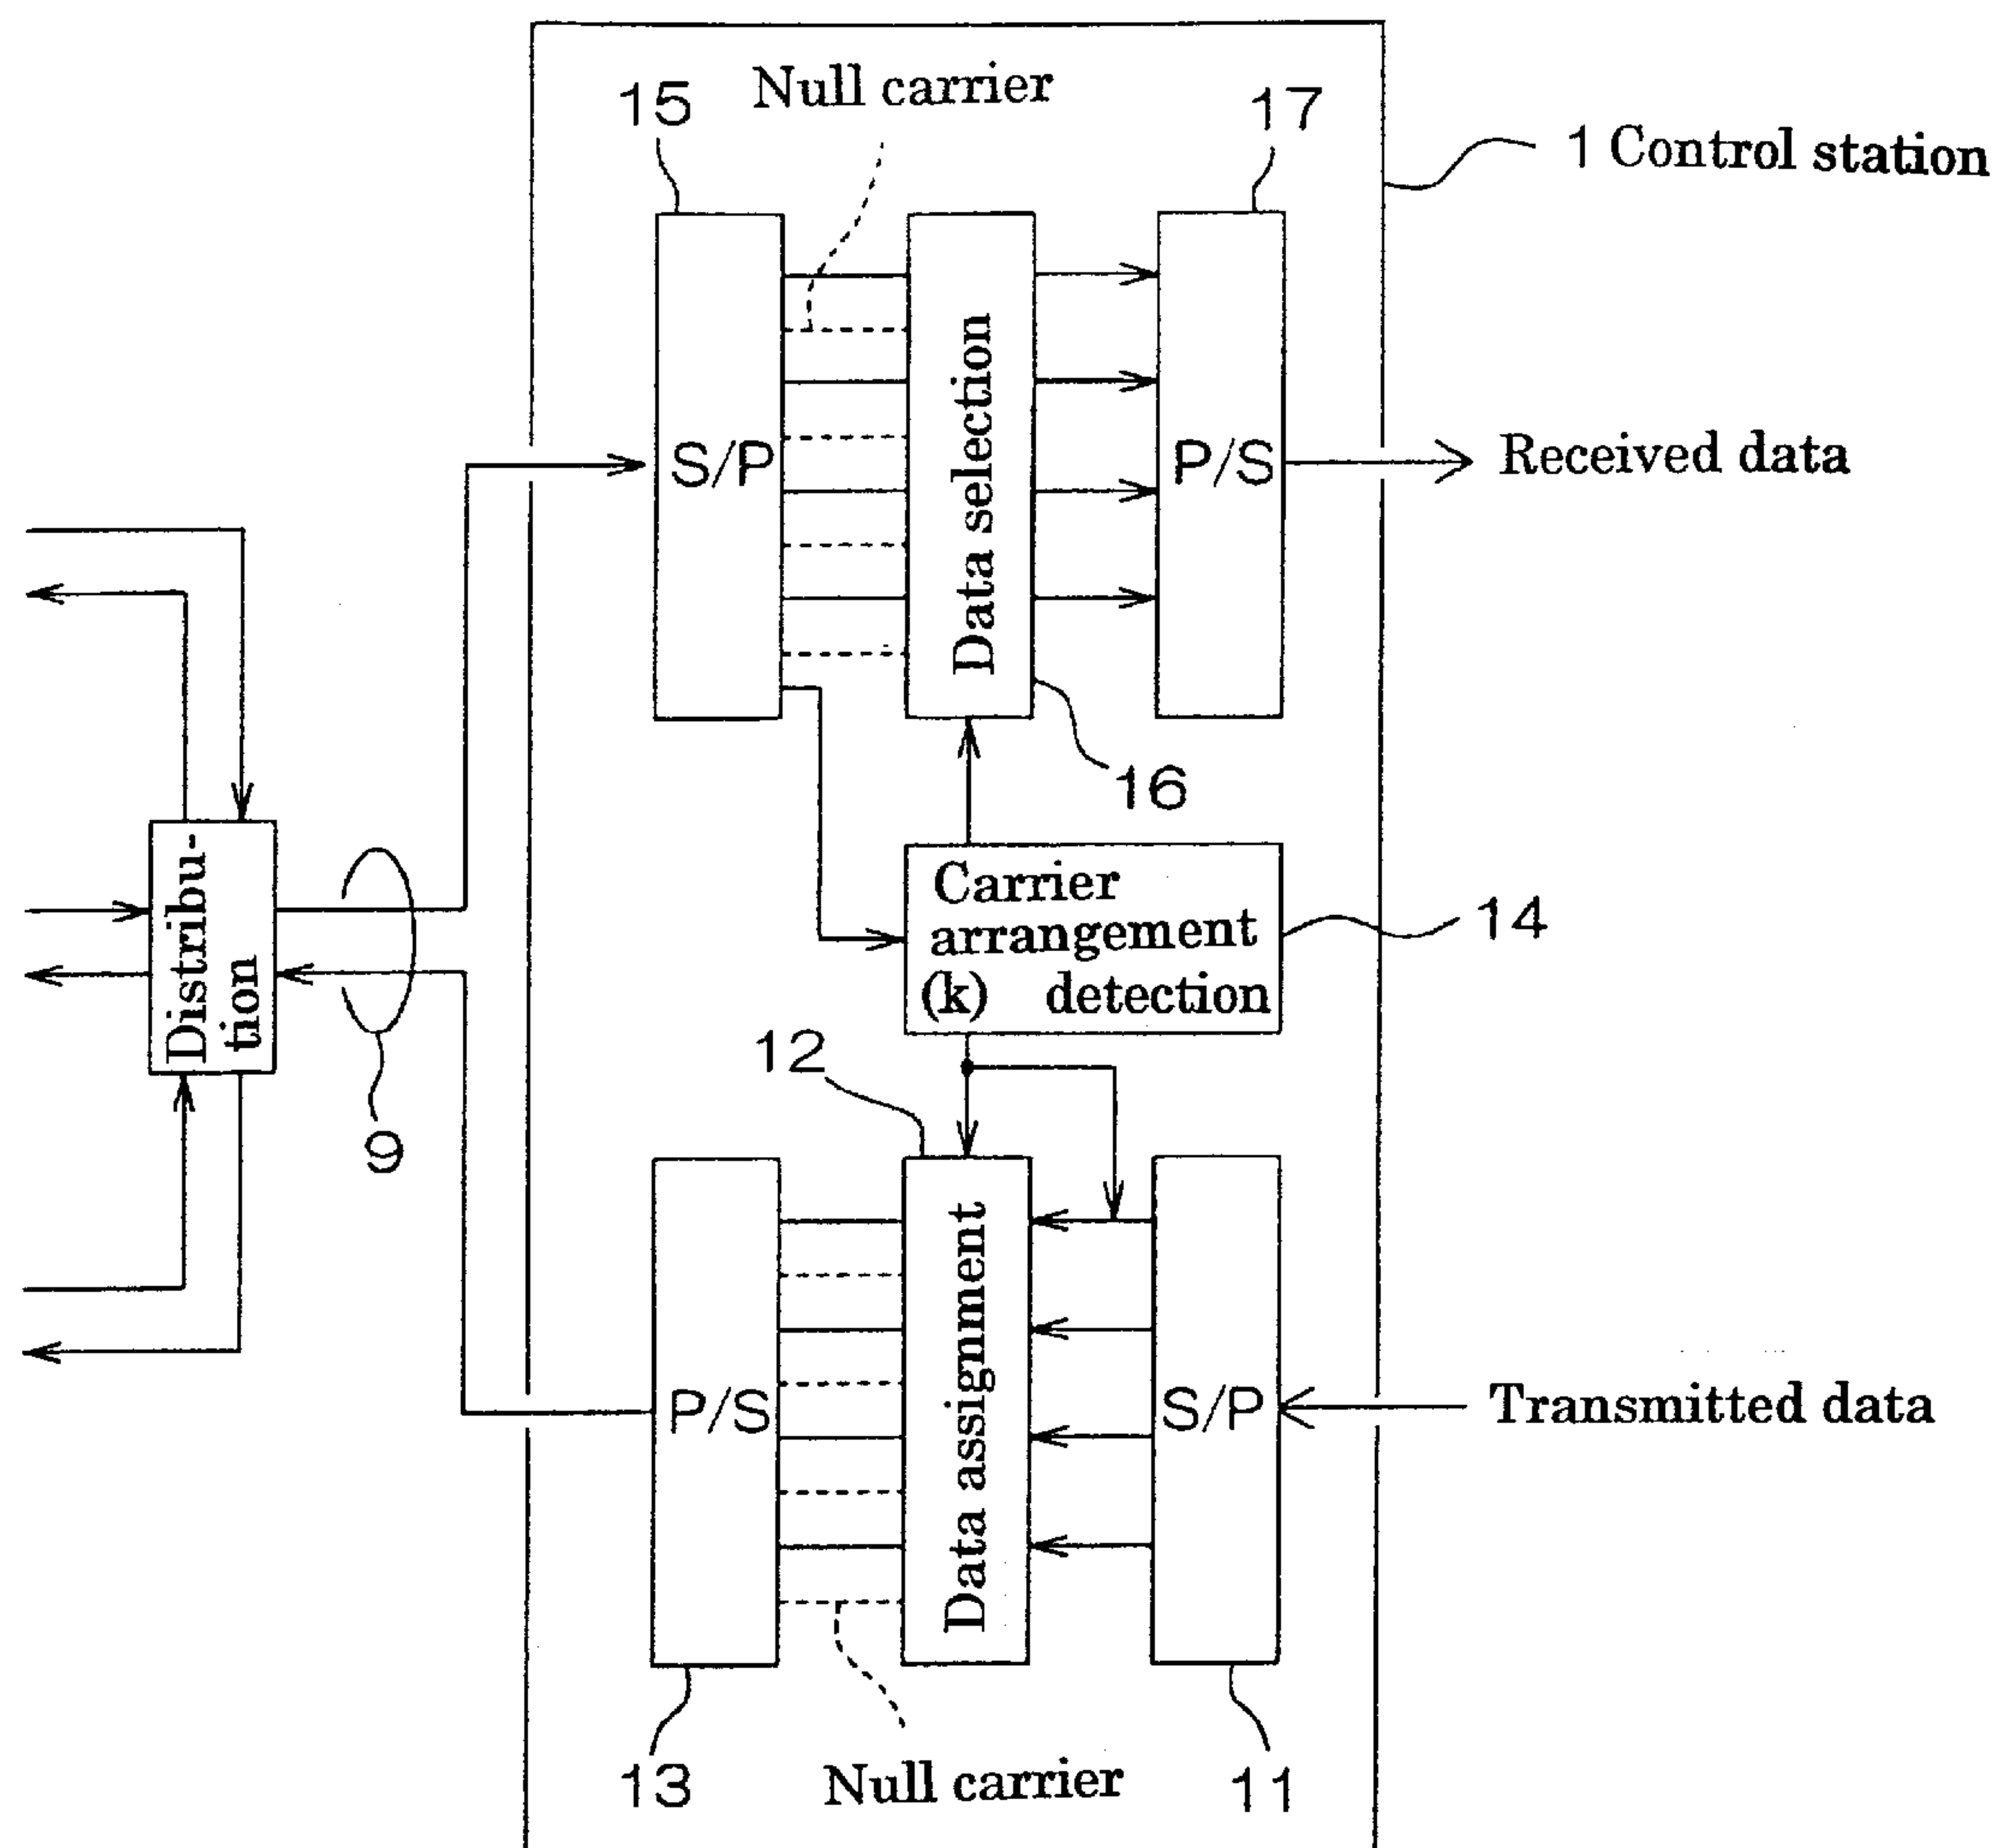 Null carrier
15
17
1 Control station
S/P
Data selection
P/S
Received data
16
Carrier
arrangement
(k) detection
14
Distribu-
tion
9
12
P/S
Data assignment
S/P
Transmitted data
13
Null carrier
11